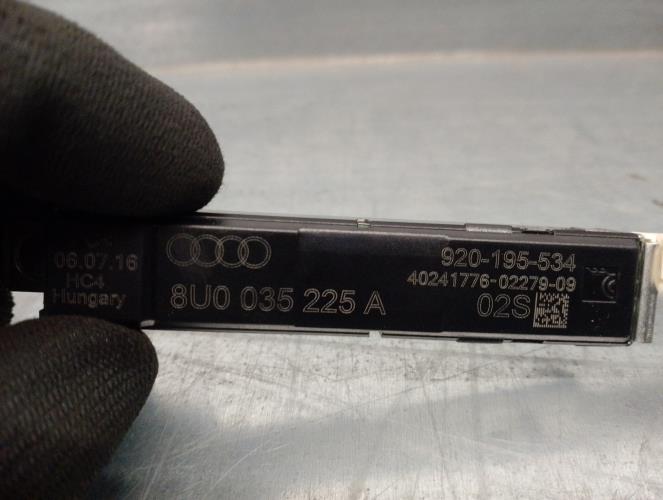 06.07.16
HC4
Hungary
8U0 035 225 A
920-195-534
40241776-02279-09
02S